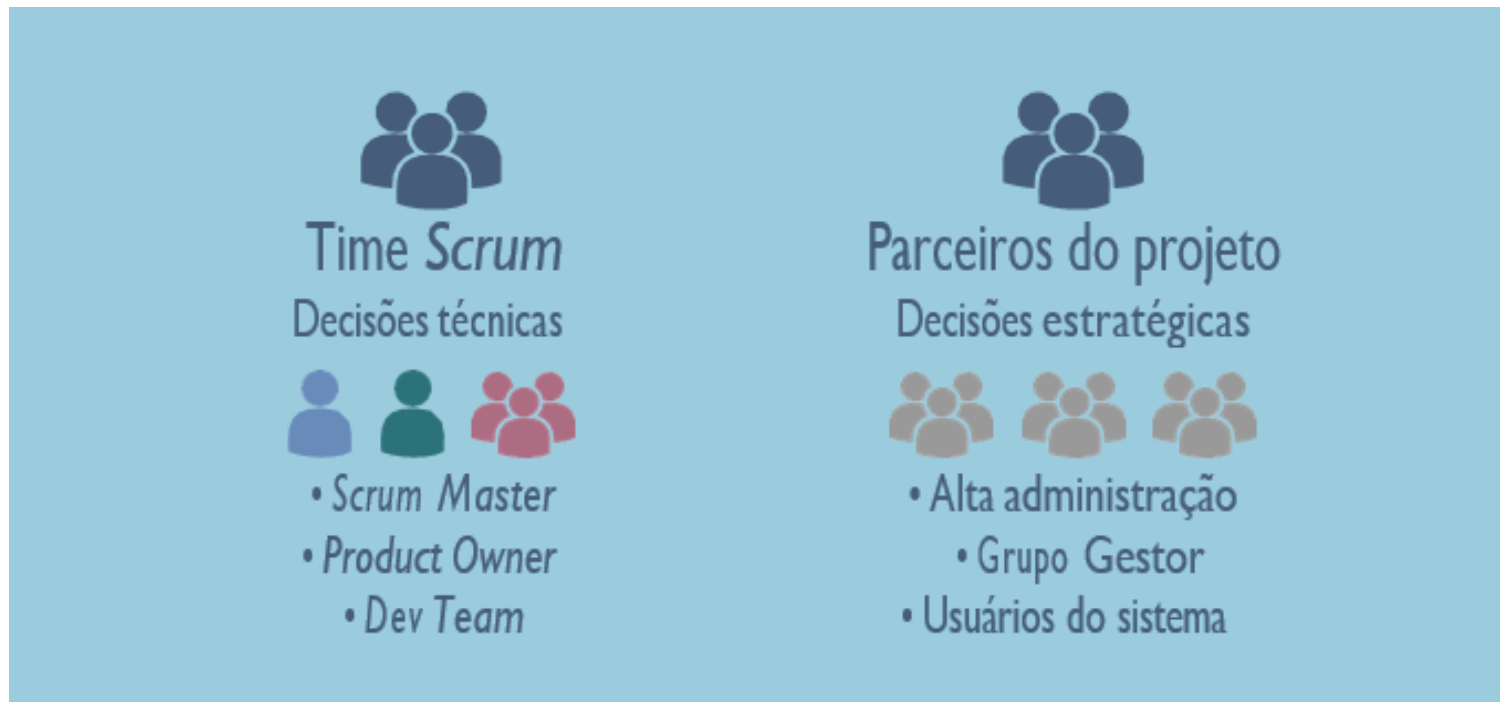 Time Scrum
Decisões técnicas
• Scrum Master
• Product Owner
• Dev Team
Parceiros do projeto
Decisões estratégicas
• Alta administração
• Grupo Gestor
• Usuários do sistema